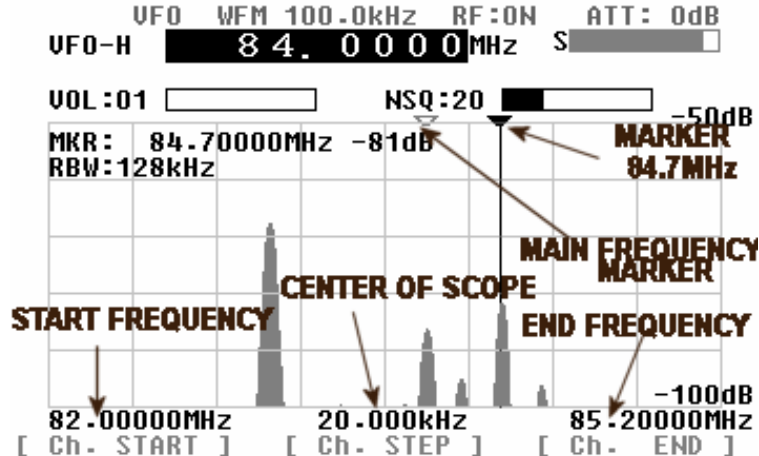 VFO WFM 100.0kHz RF:ON ATT: 0dB
VFO-H 84.0000MHz S
VOL:01 NSQ:20
-50dB
MKR: 84.70000MHz -81dB
MARKER
RBW:128kHz
84.7MHz
MAIN FREQUENCY
MARKER
CENTER OF SCOPE
START FREQUENCY
END FREQUENCY
-100dB
82.00000MHz 20.000kHz 85.20000MHz
[ Ch. START ] [ Ch. STEP ] [ Ch. END ]